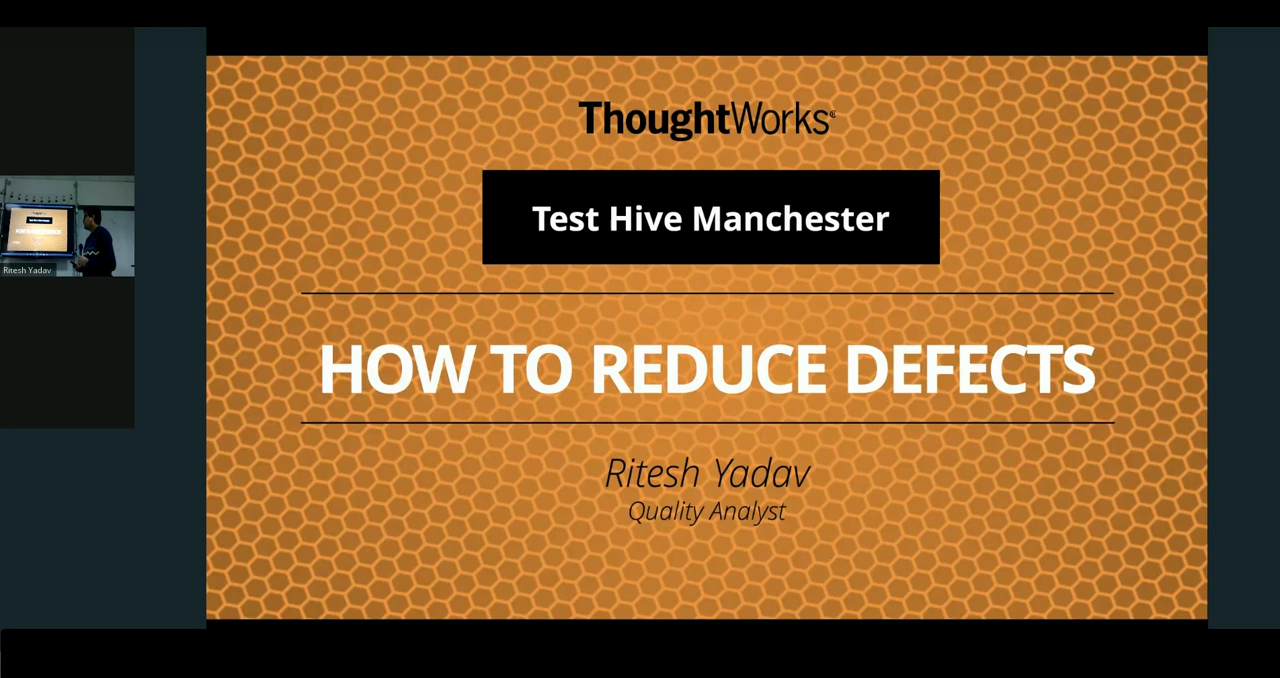 ThoughtWorks®
Test Hive Manchester
HOW TO REDUCE DEFECTS
Ritesh Yadav
Quality Analyst
Ritesh Yadav